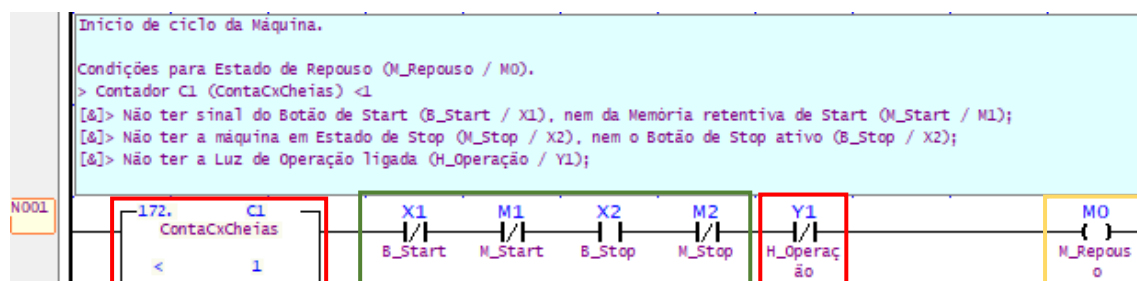 Inicio de ciclo da Máquina.
Condições para Estado de Repouso (M_Repouso / M0).
> Contador C1 (ContaCxCheias) <1
[&]> Não ter sinal do Botão de Start (B_Start / X1), nem da Memória retentiva de Start (M_Start / M1);
[&]> Não ter a máquina em Estado de Stop (M_Stop / X2), nem o Botão de Stop ativo (B_Stop / X2);
[&]> Não ter a Luz de Operação ligada (H_Operação / Y1);
N001
172. C1
ContaCxCheias
< 1
X1 M1 X2 M2 Y1 M0
B_Start M_Start B_Stop M_Stop H_Operaç M_Repous
ão o